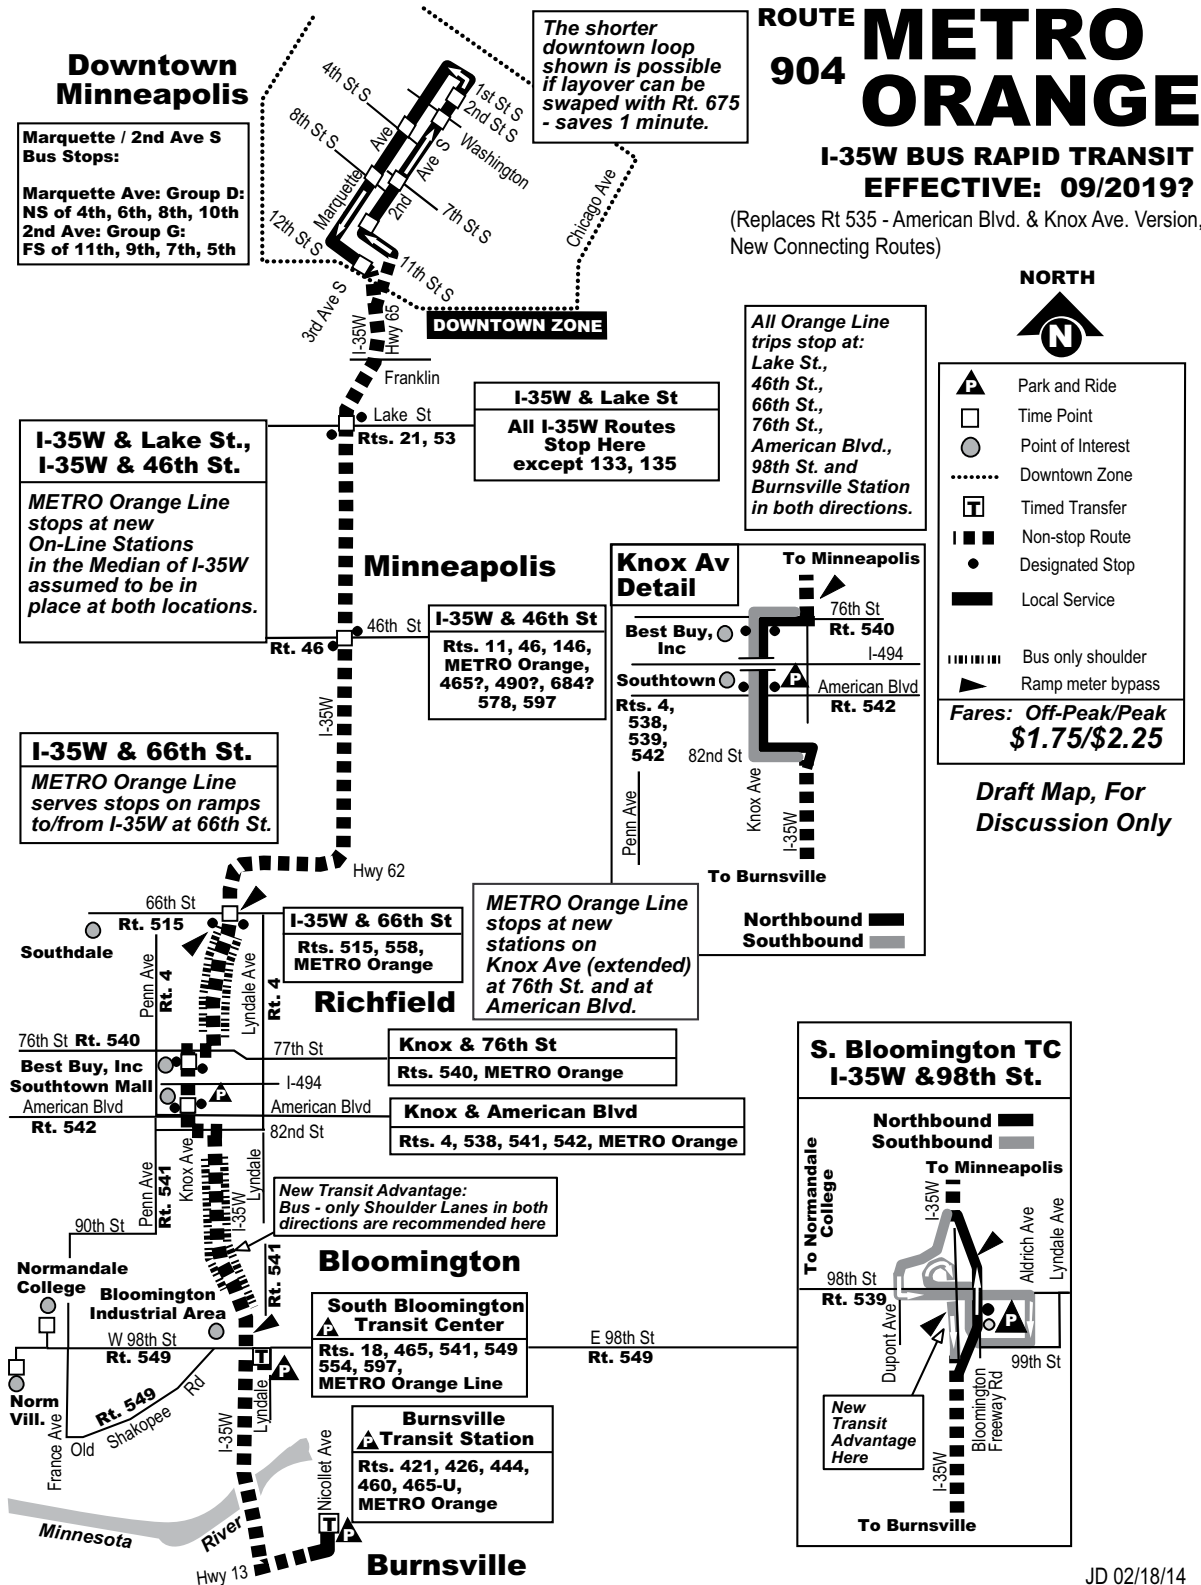 ROUTE
904
METRO
ORANGE
I-35W BUS RAPID TRANSIT
EFFECTIVE: 09/2019?
(Replaces Rt 535 - American Blvd. & Knox Ave. Version,
New Connecting Routes)
Downtown
Minneapolis
Marquette / 2nd Ave S
Bus Stops:
Marquette Ave: Group D:
NS of 4th, 6th, 8th, 10th
2nd Ave: Group G:
FS of 11th, 9th, 7th, 5th
The shorter
downtown loop
shown is possible
if layover can be
swaped with Rt. 675
- saves 1 minute.
4th St S
8th St S
12th St S
3rd Ave S
Marquette
Ave
2nd
Ave S
1st St S
2nd St S
Washington
7th St S
11th St S
Chicago Ave
DOWNTOWN ZONE
I-35W
Hwy 65
Franklin
NORTH
N
P Park and Ride
Time Point
Point of Interest
Downtown Zone
T Timed Transfer
Non-stop Route
Designated Stop
Local Service
Bus only shoulder
Ramp meter bypass
Fares: Off-Peak/Peak
$1.75/$2.25
Draft Map, For
Discussion Only
All Orange Line
trips stop at:
Lake St.,
46th St.,
66th St.,
76th St.,
American Blvd.,
98th St. and
Burnsville Station
in both directions.
Lake St
Rts. 21, 53
I-35W & Lake St
All I-35W Routes
Stop Here
except 133, 135
I-35W & Lake St.,
I-35W & 46th St.
METRO Orange Line
stops at new
On-Line Stations
in the Median of I-35W
assumed to be in
place at both locations.
Minneapolis
46th St
Rt. 46
I-35W & 46th St
Rts. 11, 46, 146,
METRO Orange,
465?, 490?, 684?
578, 597
I-35W
Knox Av
Detail
To Minneapolis
76th St
Rt. 540
Best Buy,
Inc
I-494
Southtown
P
American Blvd
Rt. 542
Rts. 4,
538,
539,
542
82nd St
Penn Ave
Knox Ave
I-35W
To Burnsville
Northbound
Southbound
I-35W & 66th St.
METRO Orange Line
serves stops on ramps
to/from I-35W at 66th St.
Hwy 62
METRO Orange Line
stops at new
stations on
Knox Ave (extended)
at 76th St. and at
American Blvd.
66th St
Rt. 515
Southdale
I-35W & 66th St
Rts. 515, 558,
METRO Orange
Penn Ave
Rt. 4
Lyndale Ave
Rt. 4
Richfield
76th St Rt. 540
77th St
Best Buy, Inc
Southtown Mall
I-494
P
American Blvd
Rt. 542
American Blvd
82nd St
Knox & 76th St
Rts. 540, METRO Orange
Knox & American Blvd
Rts. 4, 538, 541, 542, METRO Orange
Penn Ave
Rt. 541
Knox Ave
I-35W
Lyndale
New Transit Advantage:
Bus - only Shoulder Lanes in both
directions are recommended here
90th St
Rt. 541
Bloomington
Normandale
College
Bloomington
Industrial Area
W 98th St
Rt. 549
South Bloomington
P Transit Center
Rts. 18, 465, 541, 549
554, 597,
METRO Orange Line
E 98th St
Rt. 549
T
P
Norm
Vill.
Rt. 549
Old Shakopee Rd
France Ave
I-35W
Lyndale
Burnsville
P Transit Station
Rts. 421, 426, 444,
460, 465-U,
METRO Orange
Nicollet Ave
T
P
Minnesota River
Hwy 13
Burnsville
S. Bloomington TC
I-35W &98th St.
Northbound
Southbound
To Minneapolis
To Normandale
College
I-35W
Aldrich Ave
Lyndale Ave
98th St
Rt. 539
P
Dupont Ave
99th St
Bloomington
Freeway Rd
New
Transit
Advantage
Here
I-35W
To Burnsville
JD 02/18/14